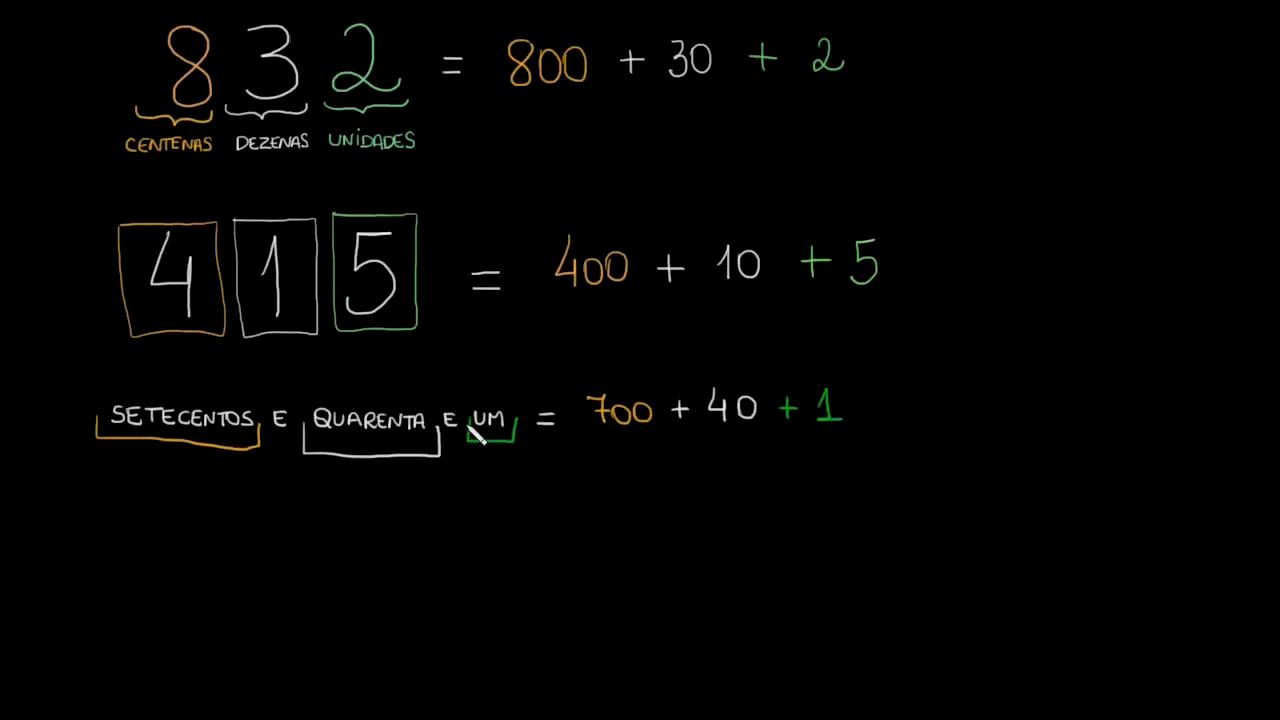 832 = 800 + 30 + 2
CENTENAS DEZENAS UNIDADES
415 = 400 + 10 + 5
SETECENTOS E QUARENTA E UM = 700 + 40 + 1